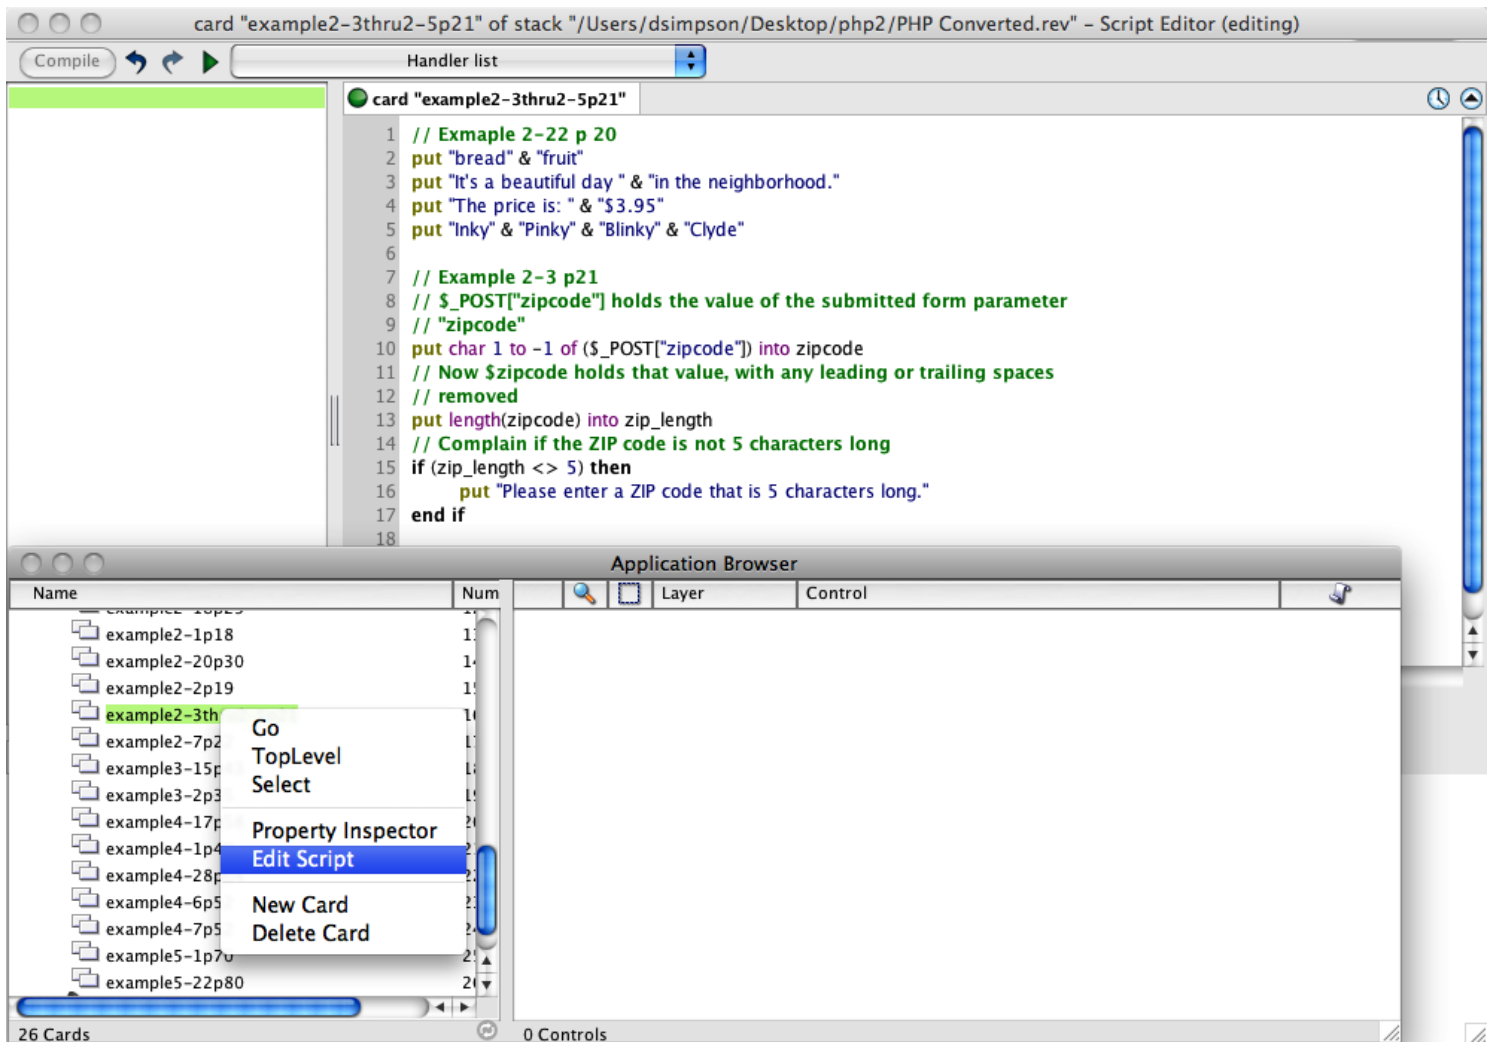 card "example2-3thru2-5p21" of stack "/Users/dsimpson/Desktop/php2/PHP Converted.rev" - Script Editor (editing)
Compile
Handler list
card "example2-3thru2-5p21"
1 // Exmaple 2-22 p 20
2 put "bread" & "fruit"
3 put "It's a beautiful day " & "in the neighborhood."
4 put "The price is: " & "$3.95"
5 put "Inky" & "Pinky" & "Blinky" & "Clyde"
6
7 // Example 2-3 p21
8 // $_POST["zipcode"] holds the value of the submitted form parameter
9 // "zipcode"
10 put char 1 to -1 of ($_POST["zipcode"]) into zipcode
11 // Now $zipcode holds that value, with any leading or trailing spaces
12 // removed
13 put length(zipcode) into zip_length
14 // Complain if the ZIP code is not 5 characters long
15 if (zip_length <> 5) then
16 put "Please enter a ZIP code that is 5 characters long."
17 end if
18
Application Browser
Name Num Layer Control
example2-1p18
example2-20p30
example2-2p19
example2-3th
example2-7p2
example3-15p
example3-2p3
example4-17p
example4-1p4
example4-28p
example4-6p5
example4-7p5
example5-1p70
example5-22p80
Go
TopLevel
Select
Property Inspector
Edit Script
New Card
Delete Card
26 Cards
0 Controls